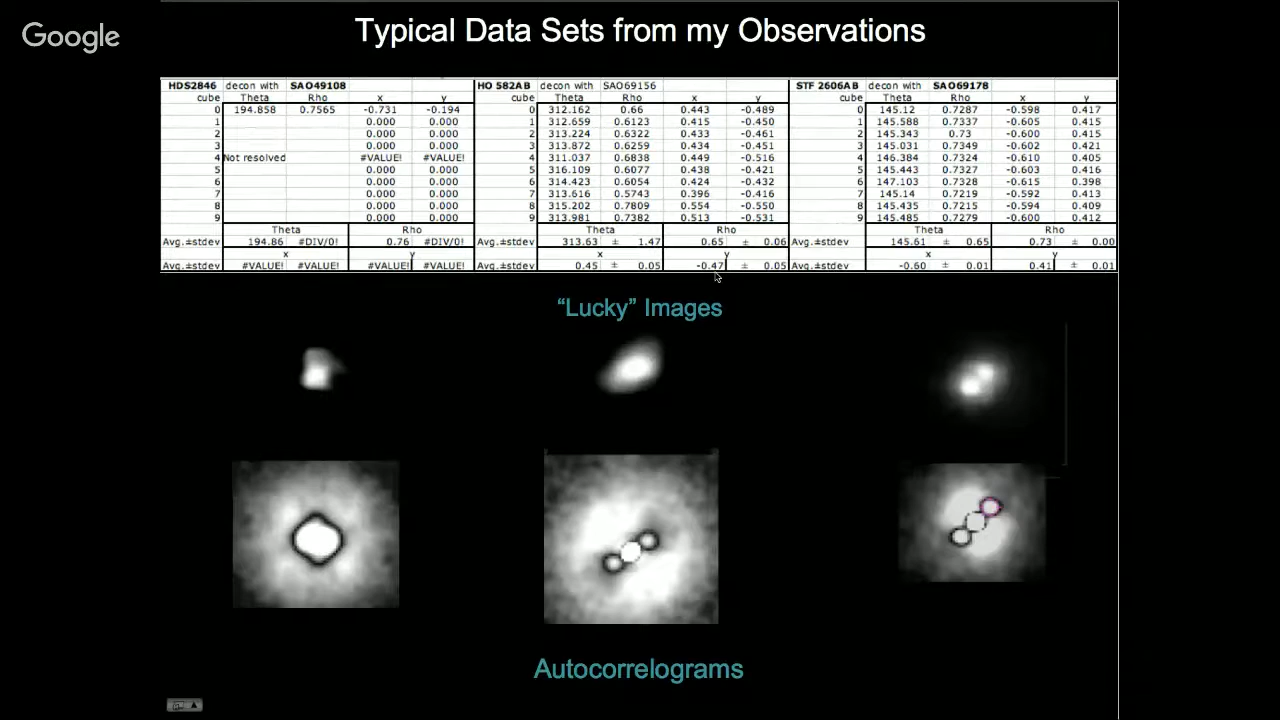 Google
Typical Data Sets from my Observations
HDS2846 decon with SAO49108 HO 582AB decon with SAO69156 STF 2606AB decon with SAO69178
cube Theta Rho x y cube Theta Rho x y cube Theta Rho x y
0 194.858 0.7565 -0.731 -0.194 0 312.162 0.66 0.443 -0.489 0 145.12 0.7287 -0.598 0.417
1 0.000 0.000 1 312.659 0.6123 0.415 -0.450 1 145.588 0.7337 -0.605 0.415
2 0.000 0.000 2 313.224 0.6322 0.433 -0.461 2 145.343 0.73 -0.600 0.415
3 0.000 0.000 3 313.872 0.6259 0.434 -0.451 3 145.031 0.7349 -0.602 0.421
4 Not resolved #VALUE! #VALUE! 4 311.037 0.6838 0.449 -0.516 4 146.384 0.7324 -0.610 0.405
5 0.000 0.000 5 316.109 0.6077 0.438 -0.421 5 145.443 0.7327 -0.603 0.416
6 0.000 0.000 6 314.423 0.6054 0.424 -0.432 6 147.103 0.7328 -0.615 0.398
7 0.000 0.000 7 313.616 0.5743 0.396 -0.416 7 145.14 0.7219 -0.592 0.413
8 0.000 0.000 8 315.202 0.7809 0.554 -0.550 8 145.435 0.7215 -0.594 0.409
9 0.000 0.000 9 313.981 0.7382 0.513 -0.531 9 145.485 0.7279 -0.600 0.412
Theta Rho Theta Rho Theta Rho
Avg.±stdev 194.86 #DIV/0! 0.76 #DIV/0! Avg.±stdev 313.63 ± 1.47 0.65 ± 0.06 Avg.±stdev 145.61 ± 0.65 0.73 ± 0.00
x y x y x y
Avg.±stdev #VALUE! #VALUE! #VALUE! #VALUE! Avg.±stdev 0.45 ± 0.05 -0.47 ± 0.05 Avg.±stdev -0.60 ± 0.01 0.41 ± 0.01
“Lucky” Images
Autocorrelograms